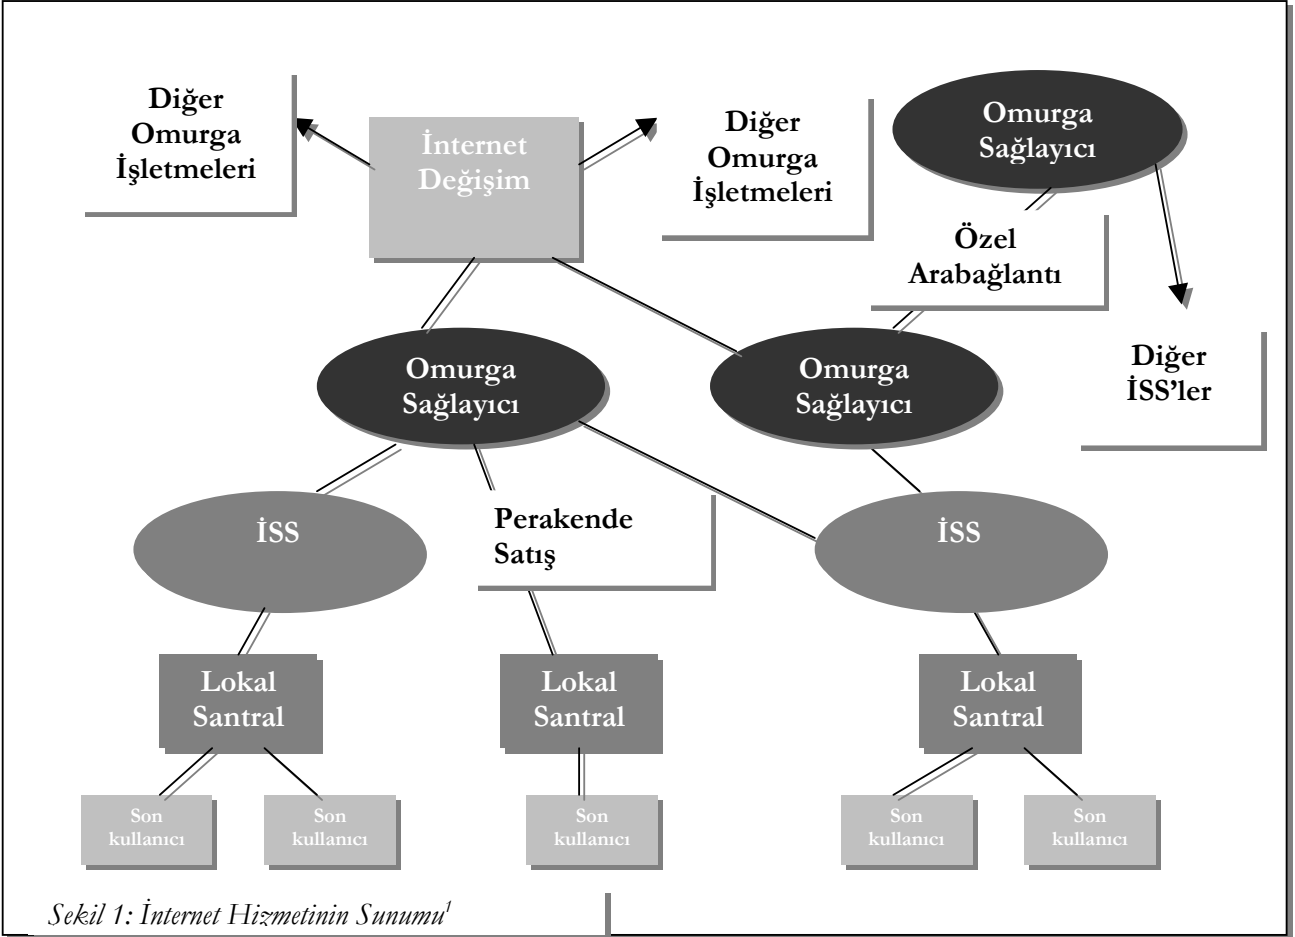 Diğer
Omurga
İşletmeleri
İnternet
Değişim
Diğer
Omurga
İşletmeleri
Omurga
Sağlayıcı
Özel
Arabağlantı
Omurga
Sağlayıcı
Omurga
Sağlayıcı
Diğer
İSS'ler
İSS
Perakende
Satış
İSS
Lokal
Santral
Lokal
Santral
Lokal
Santral
Son
kullanıcı
Son
kullanıcı
Son
kullanıcı
Son
kullanıcı
Son
kullanıcı
Sekil 1: İnternet Hizmetinin Sunumu¹